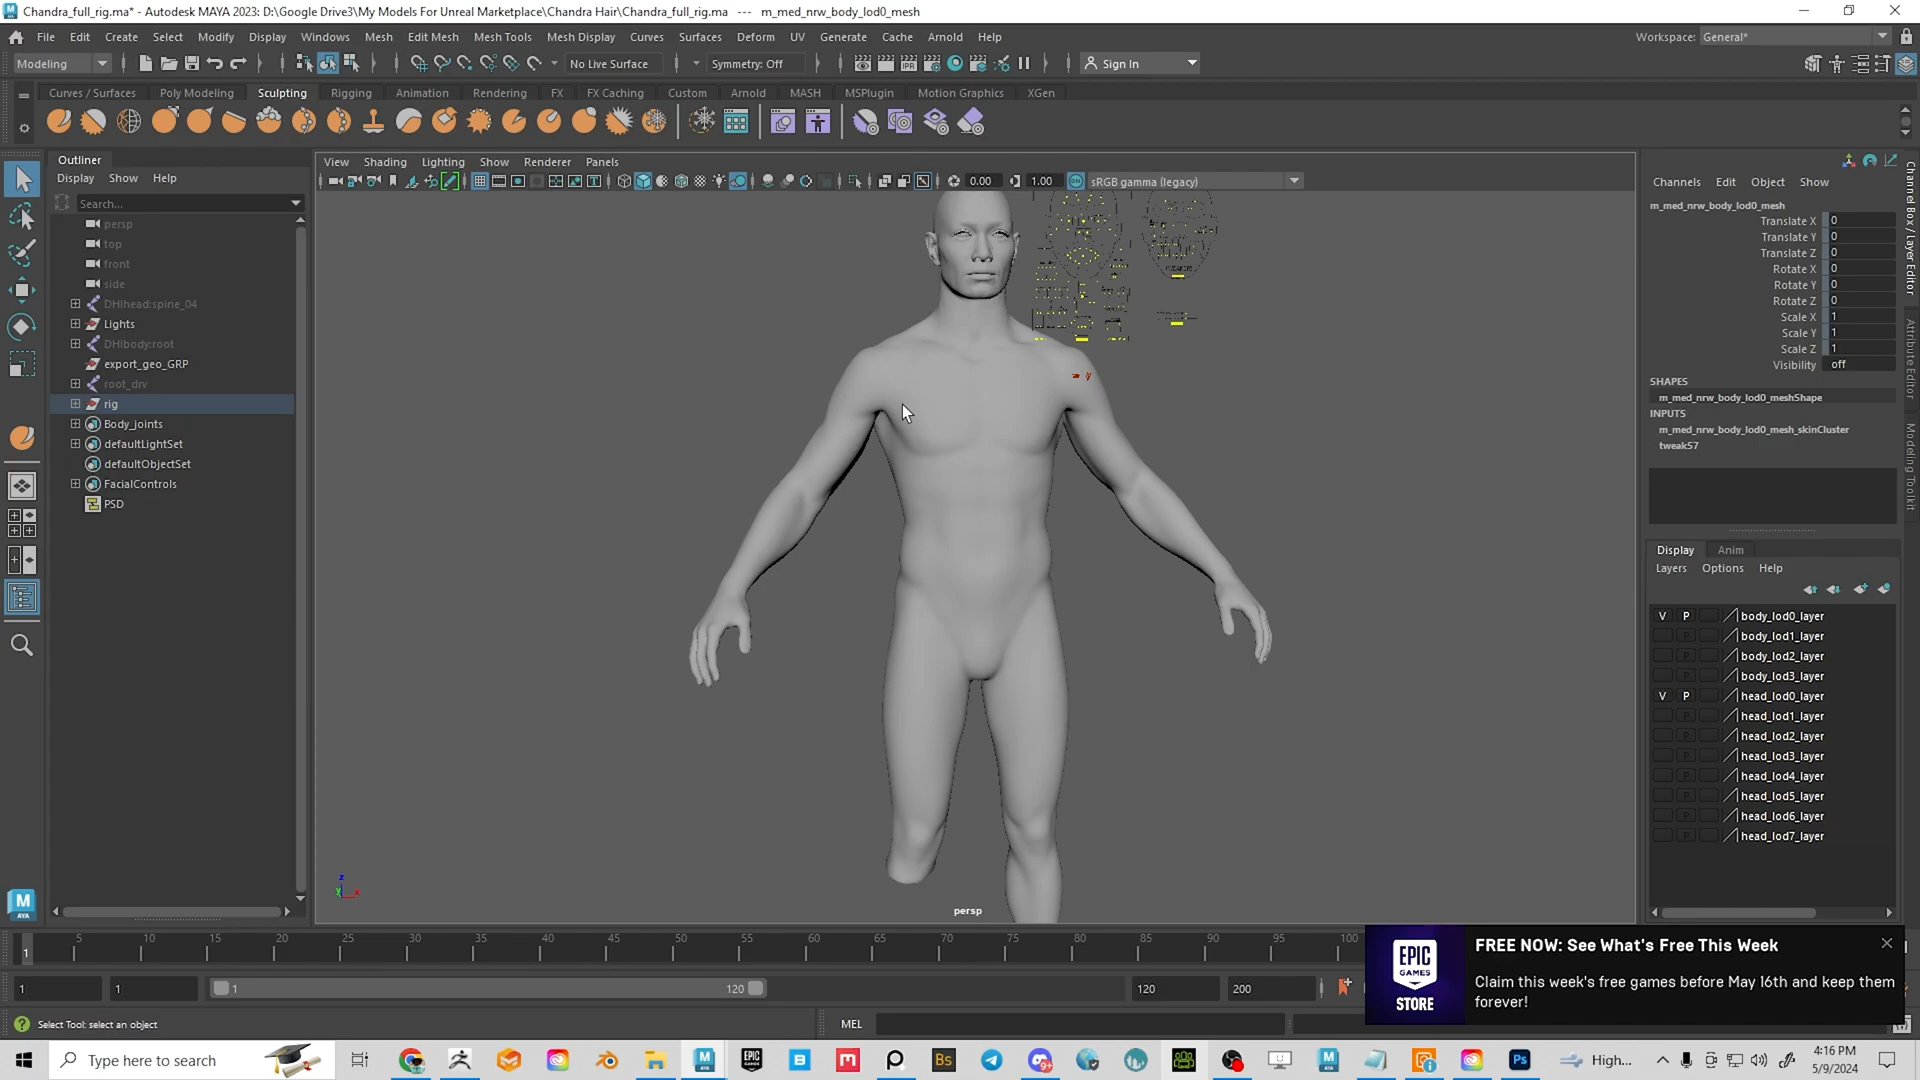 Chandra_full_rig.ma* - Autodesk MAYA 2023: D:\Google Drive3\My Models For Unreal Marketplace\Chandra Hair\Chandra_full_rig.ma   ---   m_med_nrw_body_lod0_mesh
File Edit Create Select Modify Display Windows Mesh Edit Mesh Mesh Tools Mesh Display Curves Surfaces Deform UV Generate Cache Arnold Help
Workspace: General*
Modeling
No Live Surface
Symmetry: Off
Sign In
Curves / Surfaces Poly Modeling Sculpting Rigging Animation Rendering FX FX Caching Custom Arnold MASH MSPlugin Motion Graphics XGen
Outliner
Display Show Help
Search...
persp
top
front
side
DHIhead:spine_04
Lights
DHIbody:root
export_geo_GRP
root_drv
rig
Body_joints
defaultLightSet
defaultObjectSet
FacialControls
PSD
View Shading Lighting Show Renderer Panels
0.00
1.00
sRGB gamma (legacy)
persp
z
x
Channels Edit Object Show
m_med_nrw_body_lod0_mesh
Translate X 0
Translate Y 0
Translate Z 0
Rotate X 0
Rotate Y 0
Rotate Z 0
Scale X 1
Scale Y 1
Scale Z 1
Visibility off
SHAPES
m_med_nrw_body_lod0_meshShape
INPUTS
m_med_nrw_body_lod0_mesh_skinCluster
tweak57
Channel Box / Layer Editor
Attribute Editor
Modeling Toolkit
Display Anim
Layers Options Help
V P body_lod0_layer
P body_lod1_layer
P body_lod2_layer
P body_lod3_layer
V P head_lod0_layer
P head_lod1_layer
P head_lod2_layer
P head_lod3_layer
P head_lod4_layer
P head_lod5_layer
P head_lod6_layer
P head_lod7_layer
1 5 10 15 20 25 30 35 40 45 50 55 60 65 70 75 80 85 90 95 100
1
1
1
120
120
200
Select Tool: select an object
MEL
EPIC
GAMES
STORE
FREE NOW: See What's Free This Week
Claim this week's free games before May 16th and keep them
forever!
Type here to search
High...
4:16 PM
5/9/2024